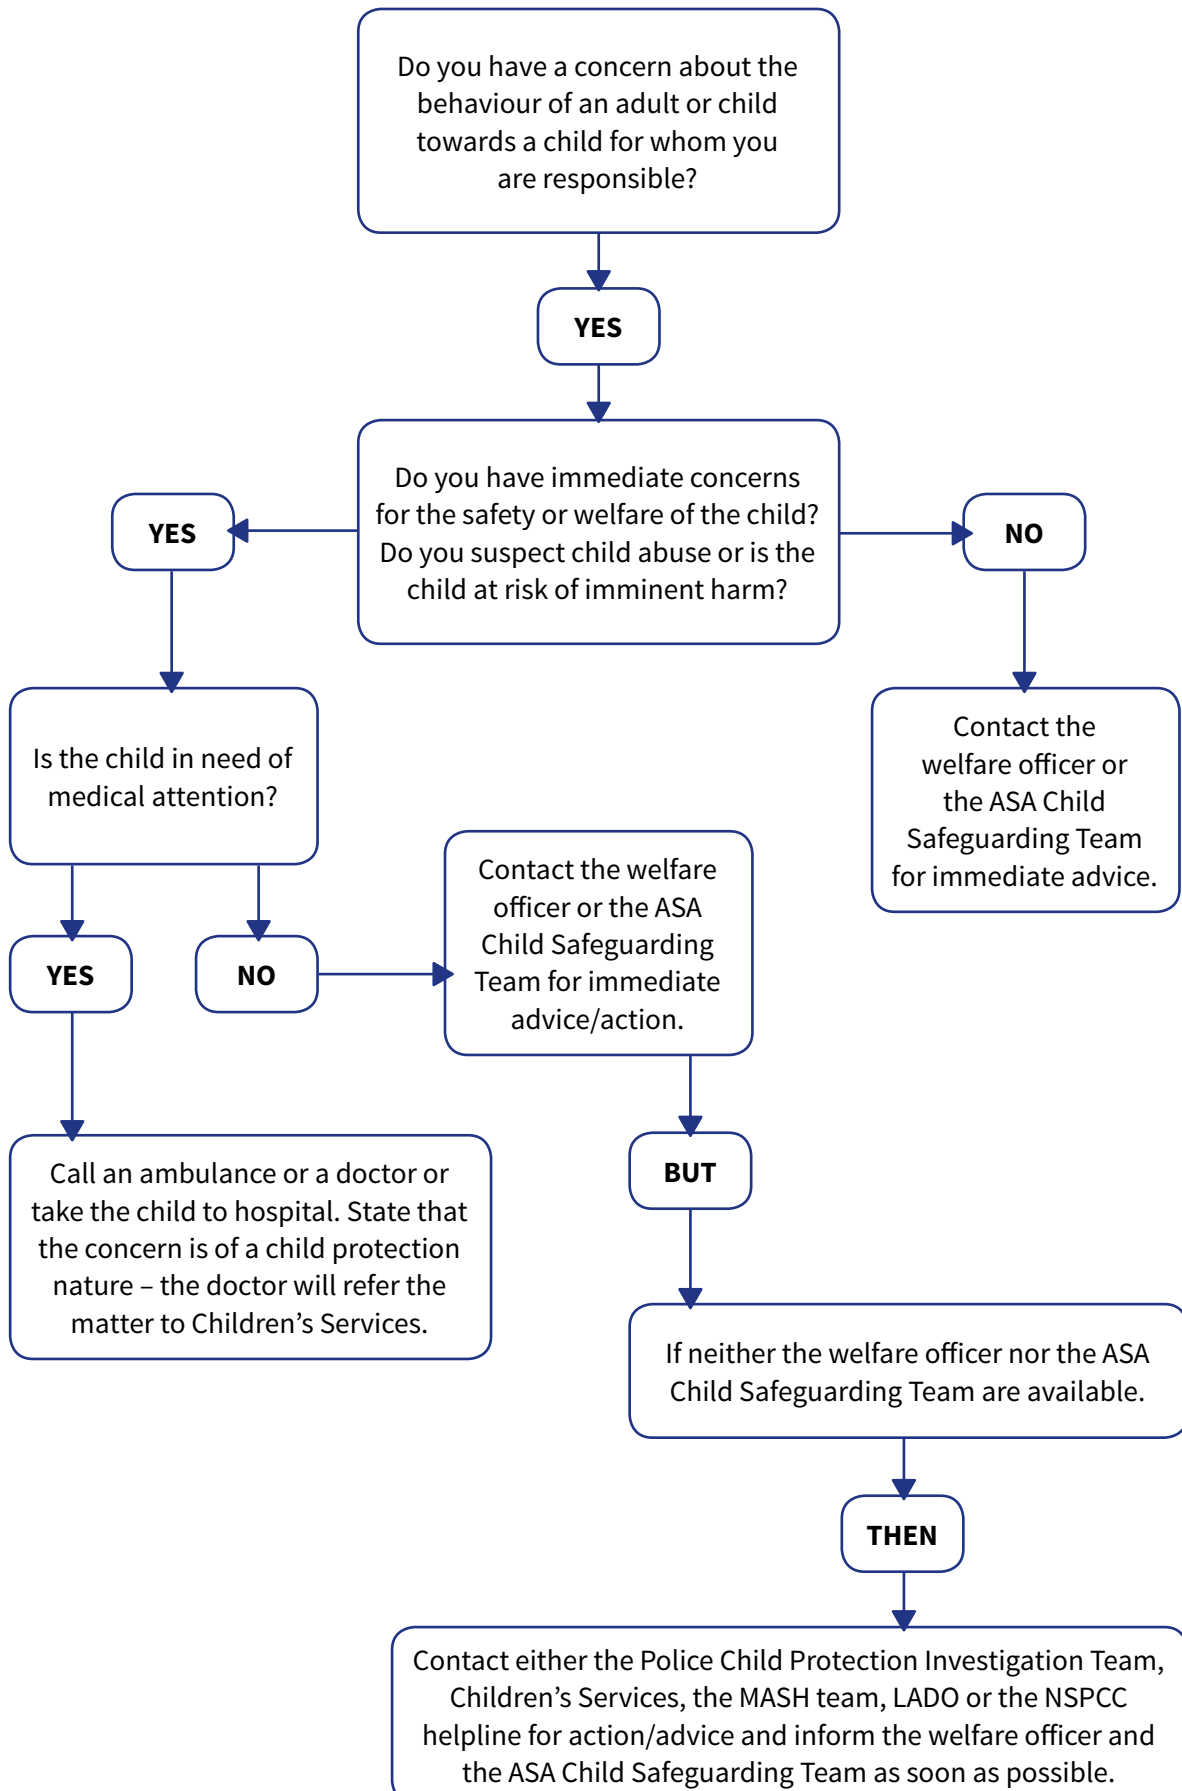 Do you have a concern about the
behaviour of an adult or child
towards a child for whom you
are responsible?
YES
Do you have immediate concerns
for the safety or welfare of the child?
Do you suspect child abuse or is the
child at risk of imminent harm?
YES
NO
Is the child in need of
medical attention?
Contact the
welfare officer or
the ASA Child
Safeguarding Team
for immediate advice.
YES
NO
Contact the welfare
officer or the ASA
Child Safeguarding
Team for immediate
advice/action.
Call an ambulance or a doctor or
take the child to hospital. State that
the concern is of a child protection
nature – the doctor will refer the
matter to Children’s Services.
BUT
If neither the welfare officer nor the ASA
Child Safeguarding Team are available.
THEN
Contact either the Police Child Protection Investigation Team,
Children’s Services, the MASH team, LADO or the NSPCC
helpline for action/advice and inform the welfare officer and
the ASA Child Safeguarding Team as soon as possible.